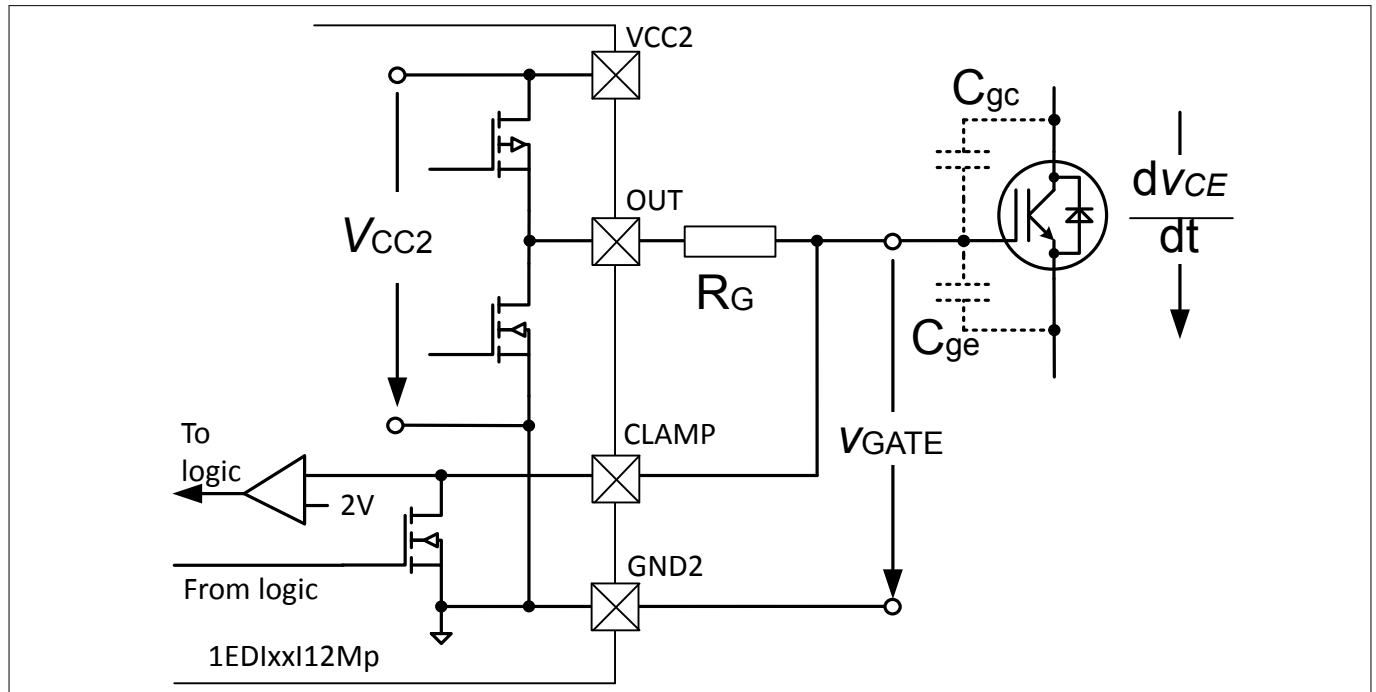 VCC2
Cgc
OUT
dvCE
dt
VCC2
RG
Cge
To
logic
CLAMP
vGATE
2V
GND2
From logic
1EDIxxI12Mp